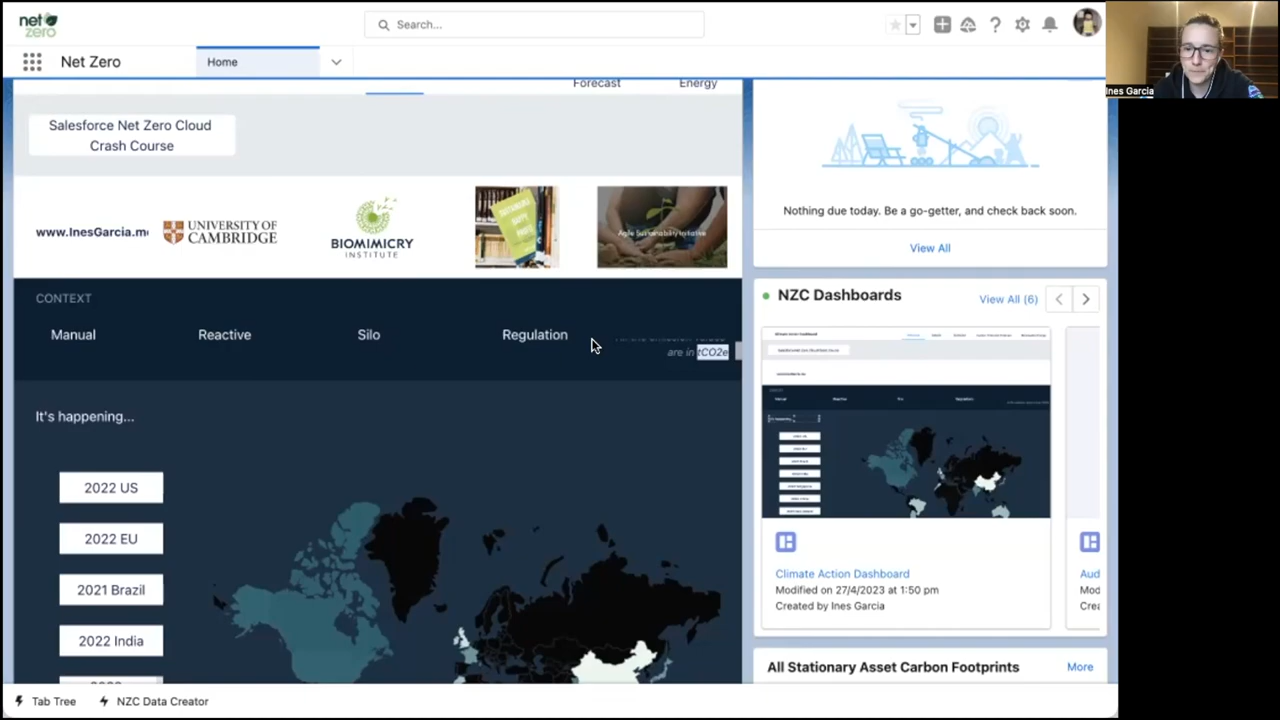 net
zero
Search...
Net Zero
Home
Forecast
Energy
Salesforce Net Zero Cloud
Crash Course
www.InesGarcia.m
UNIVERSITY OF
CAMBRIDGE
BIOMIMICRY
INSTITUTE
Agile Sustainability Initiative
CONTEXT
Manual
Reactive
Silo
Regulation
are in tCO2e
It's happening...
2022 US
2022 EU
2021 Brazil
2022 India
Nothing due today. Be a go-getter, and check back soon.
View All
NZC Dashboards
View All (6)
Climate Action Dashboard
Modified on 27/4/2023 at 1:50 pm
Created by Ines Garcia
Aud
Mod
Crea
All Stationary Asset Carbon Footprints
More
Tab Tree
NZC Data Creator
Ines Garcia